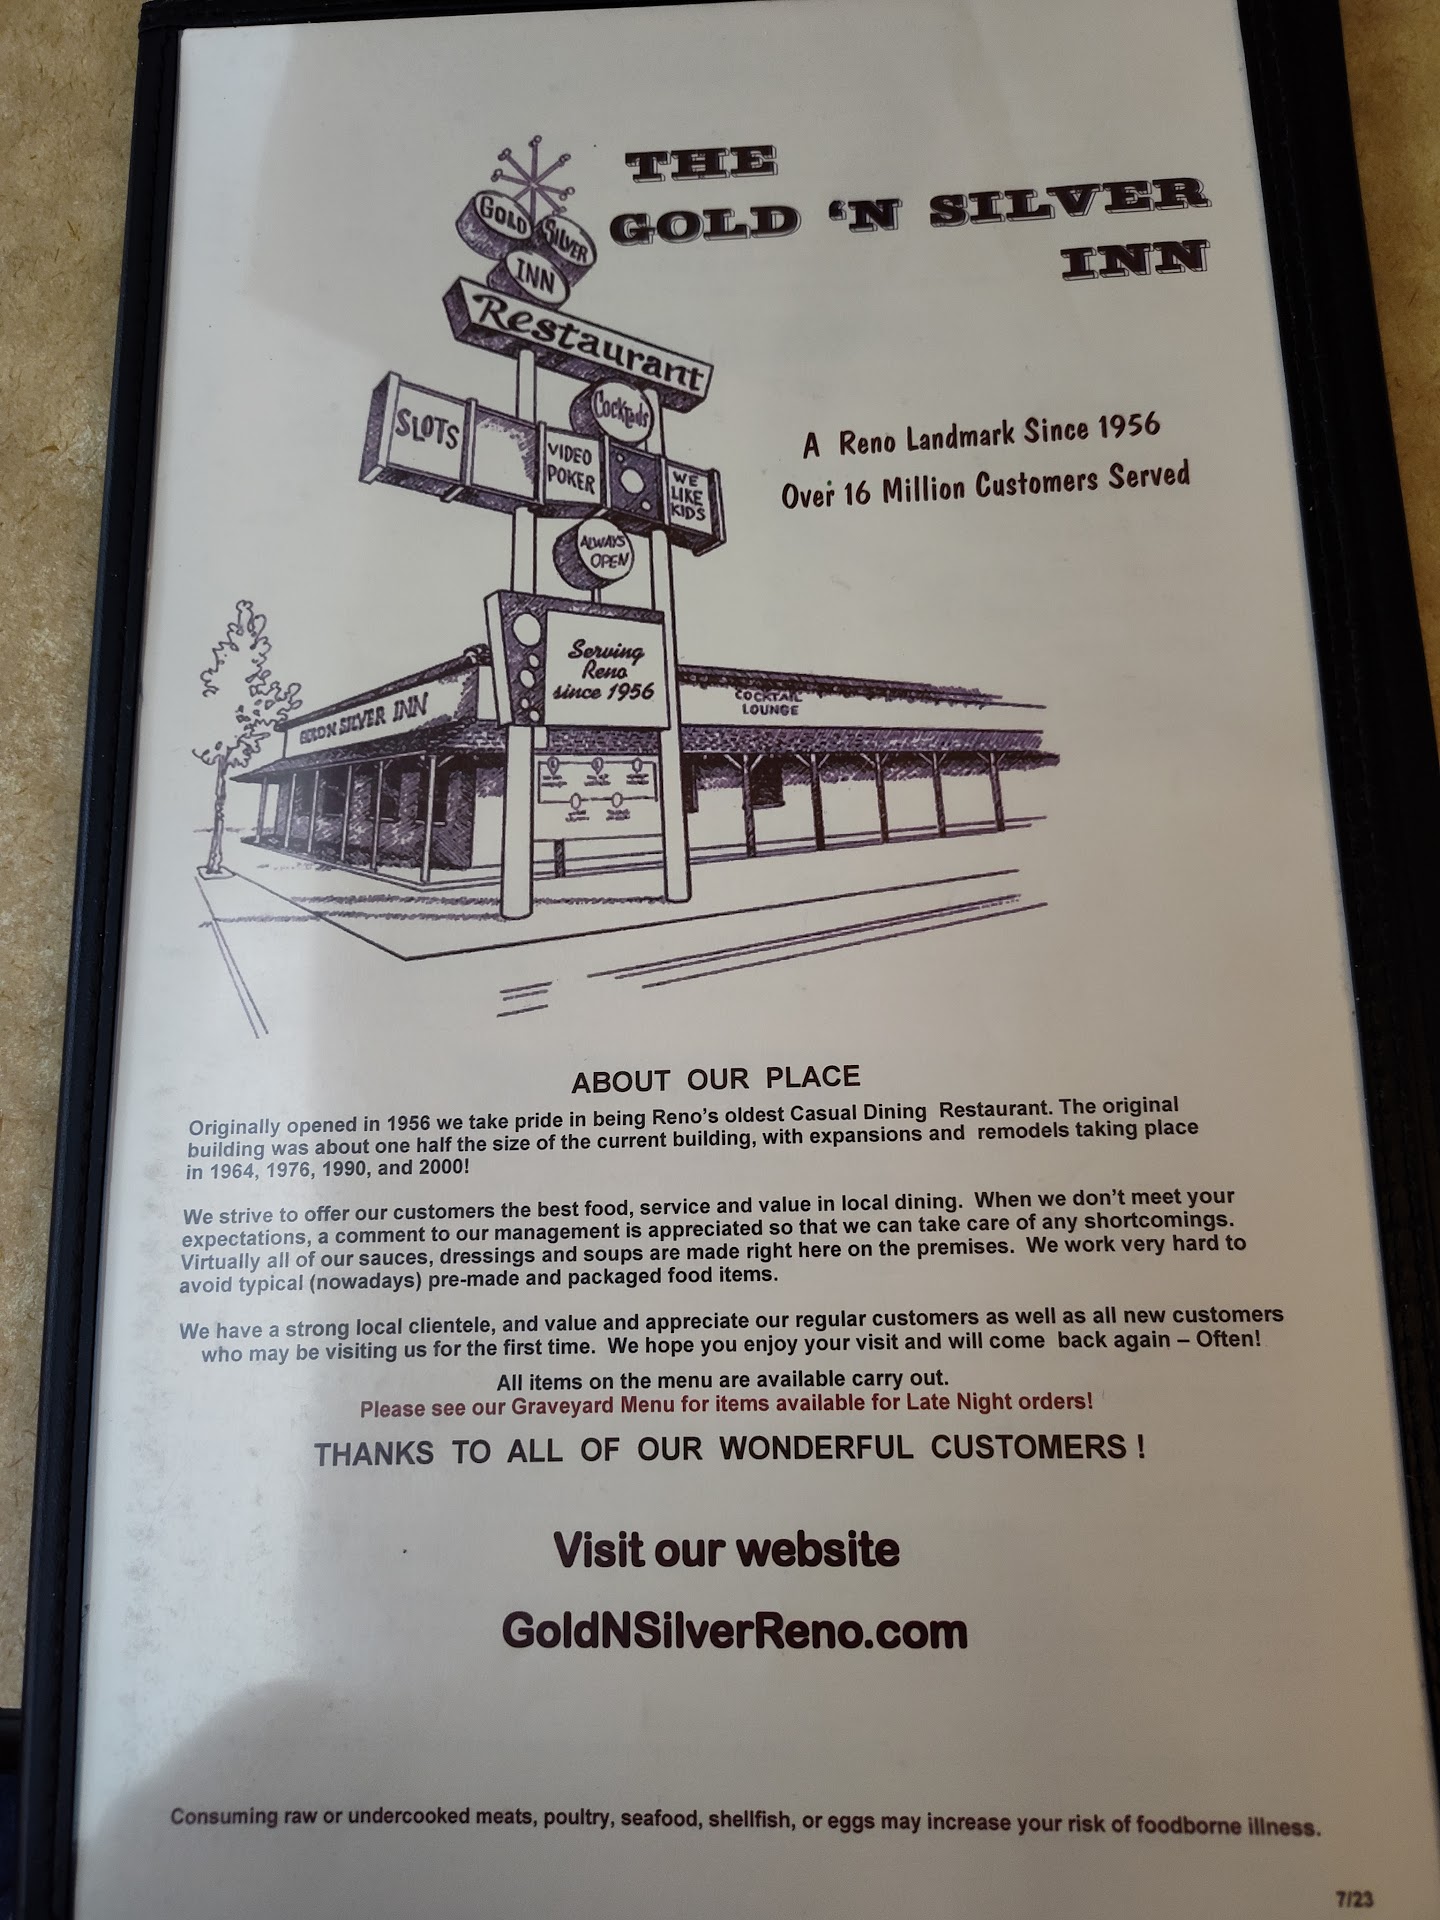 THE
GOLD 'N SILVER
INN
GOLD
SILVER
INN
Restaurant
Cocktails
SLOTS
VIDEO
POKER
WE
LIKE
KIDS
ALWAYS
OPEN
Serving
Reno
since 1956
SILVER INN
COCKTAIL
LOUNGE
A Reno Landmark Since 1956
Over 16 Million Customers Served
ABOUT OUR PLACE
Originally opened in 1956 we take pride in being Reno's oldest Casual Dining Restaurant. The original
building was about one half the size of the current building, with expansions and remodels taking place
in 1964, 1976, 1990, and 2000!
We strive to offer our customers the best food, service and value in local dining. When we don't meet your
expectations, a comment to our management is appreciated so that we can take care of any shortcomings.
Virtually all of our sauces, dressings and soups are made right here on the premises. We work very hard to
avoid typical (nowadays) pre-made and packaged food items.
We have a strong local clientele, and value and appreciate our regular customers as well as all new customers
who may be visiting us for the first time. We hope you enjoy your visit and will come back again – Often!
All items on the menu are available carry out.
Please see our Graveyard Menu for items available for Late Night orders!
THANKS TO ALL OF OUR WONDERFUL CUSTOMERS !
Visit our website
GoldNSilverReno.com
Consuming raw or undercooked meats, poultry, seafood, shellfish, or eggs may increase your risk of foodborne illness.
7/23